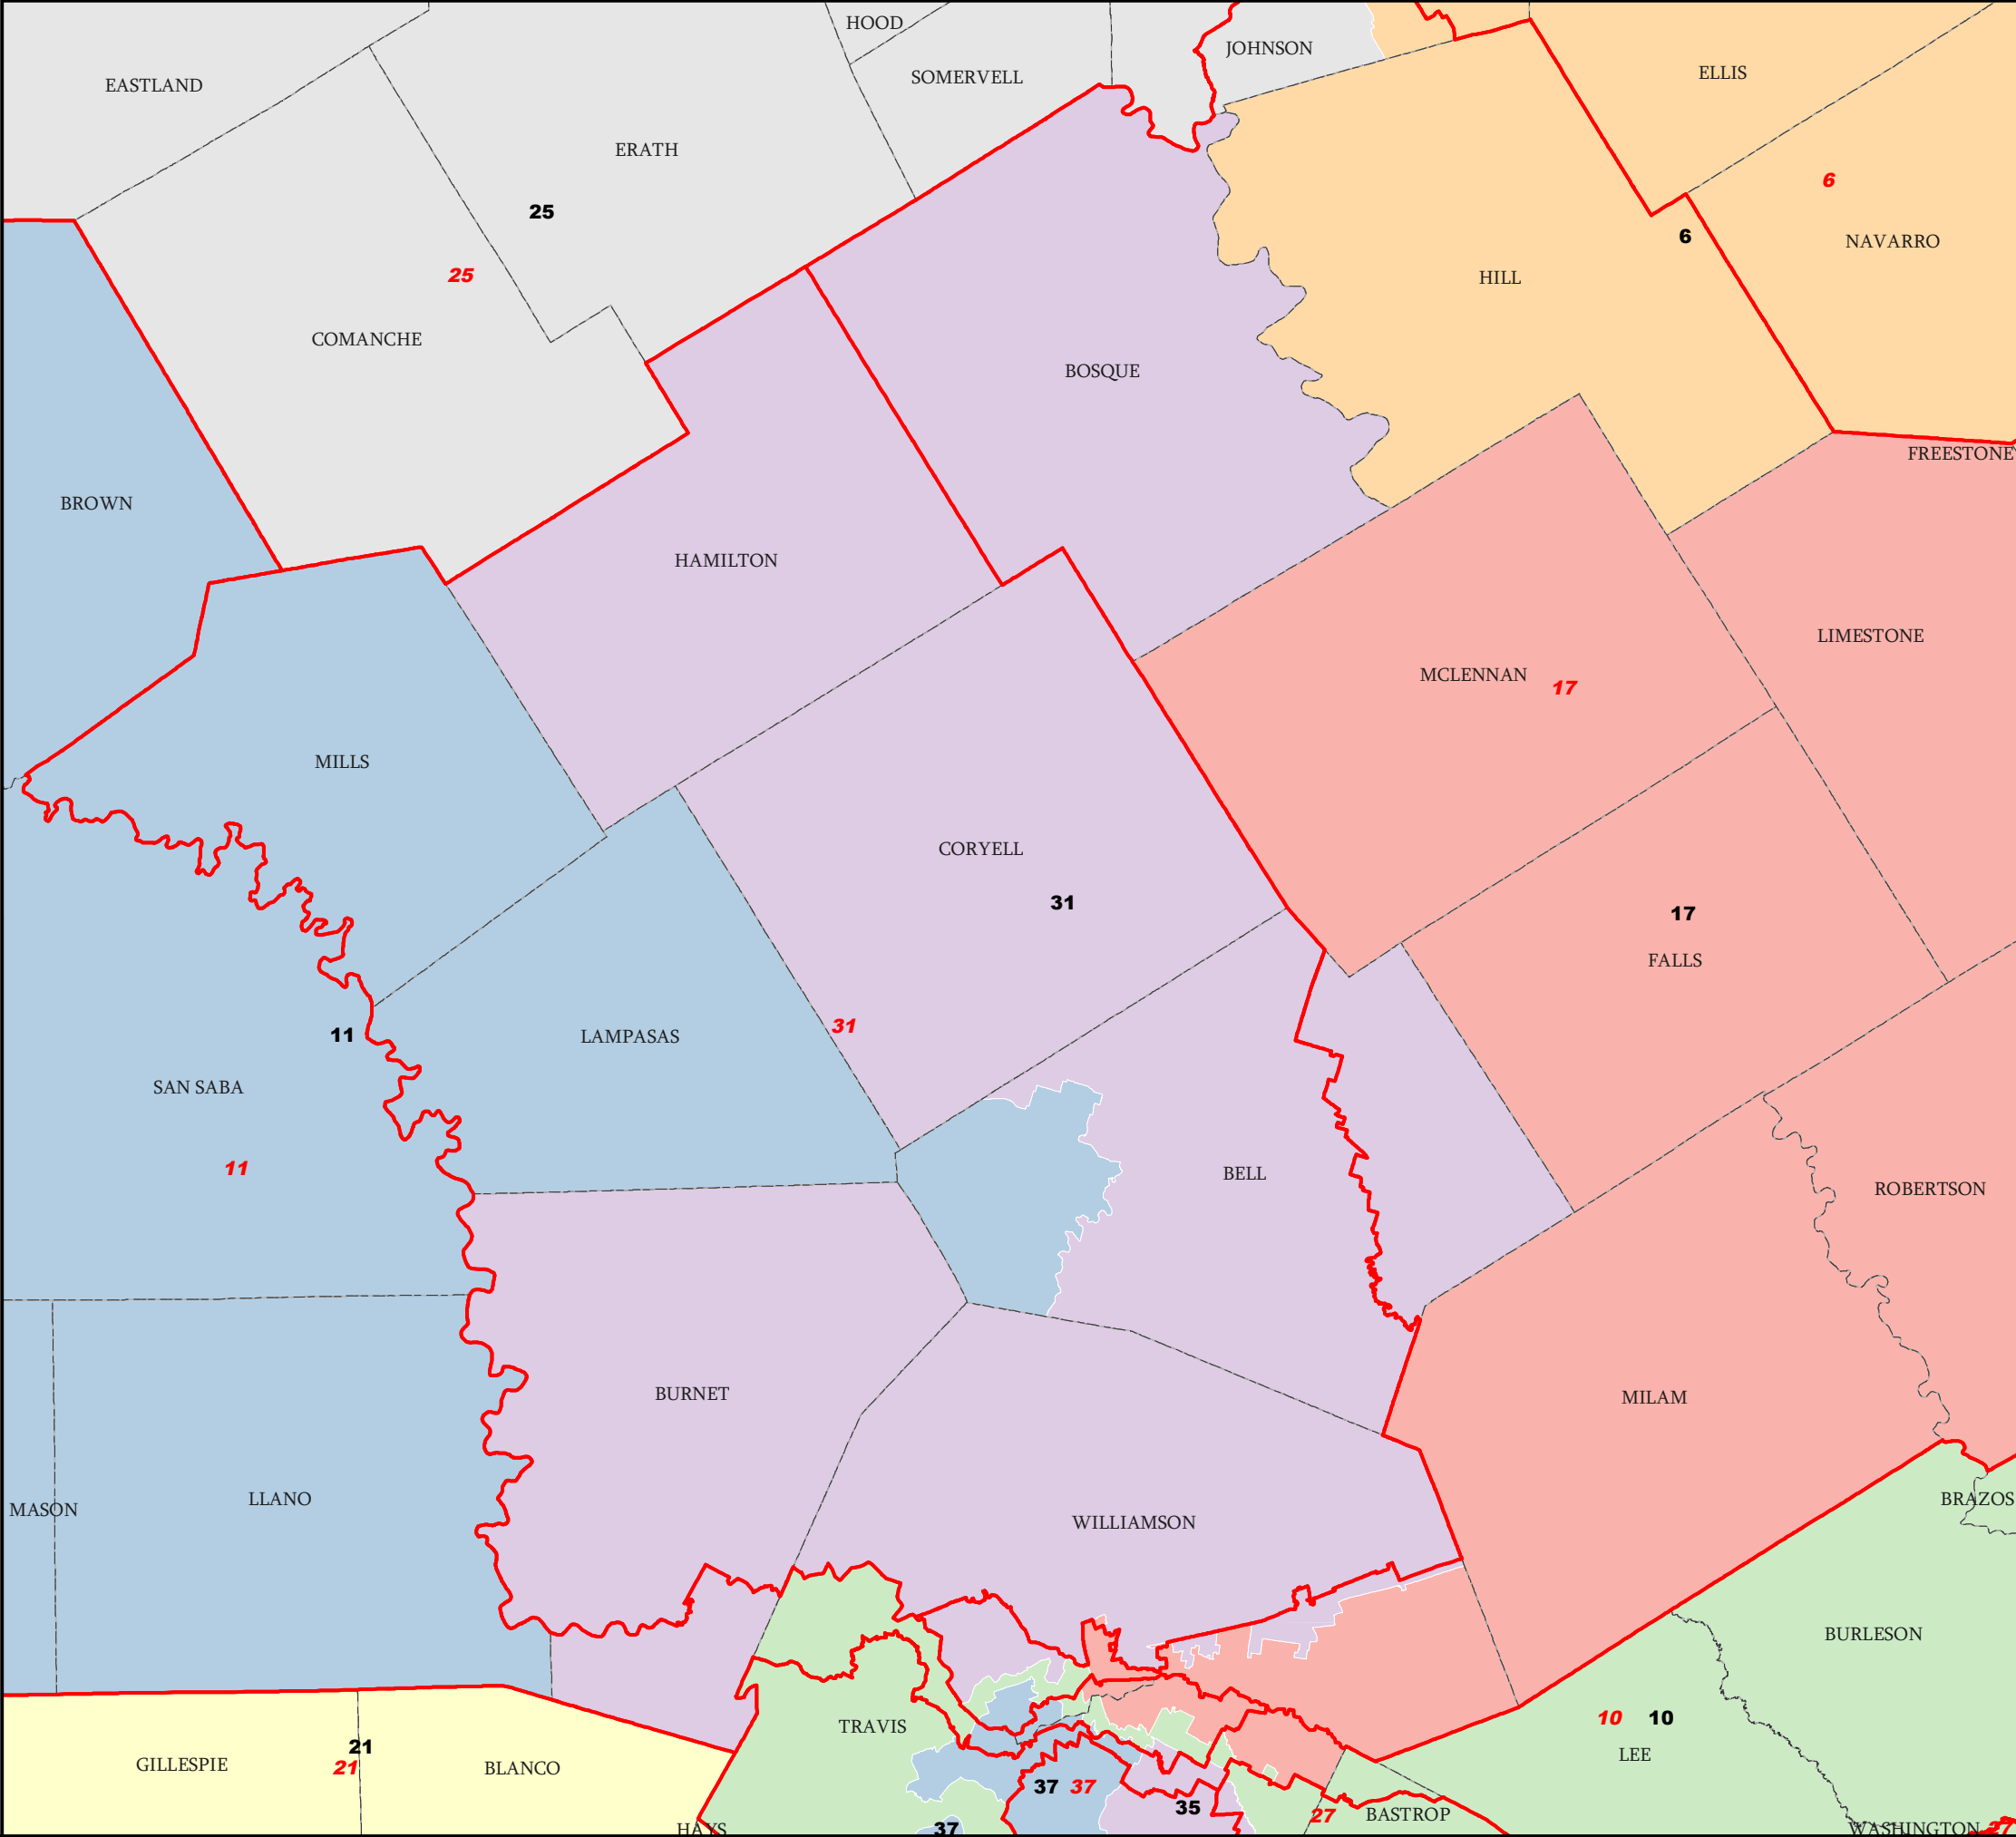 HOOD
JOHNSON
EASTLAND
SOMERVELL
ELLIS
ERATH
25
6
6
NAVARRO
25
HILL
COMANCHE
BOSQUE
FREESTONE
BROWN
HAMILTON
LIMESTONE
MCLENNAN
17
MILLS
CORYELL
31
17
FALLS
31
11
LAMPASAS
SAN SABA
11
BELL
ROBERTSON
BURNET
MILAM
LLANO
MASON
BRAZOS
WILLIAMSON
BURLESON
10
10
TRAVIS
21
LEE
GILLESPIE
21
BLANCO
37
37
35
27
BASTROP
HAYS
37
WASHINGTON
27